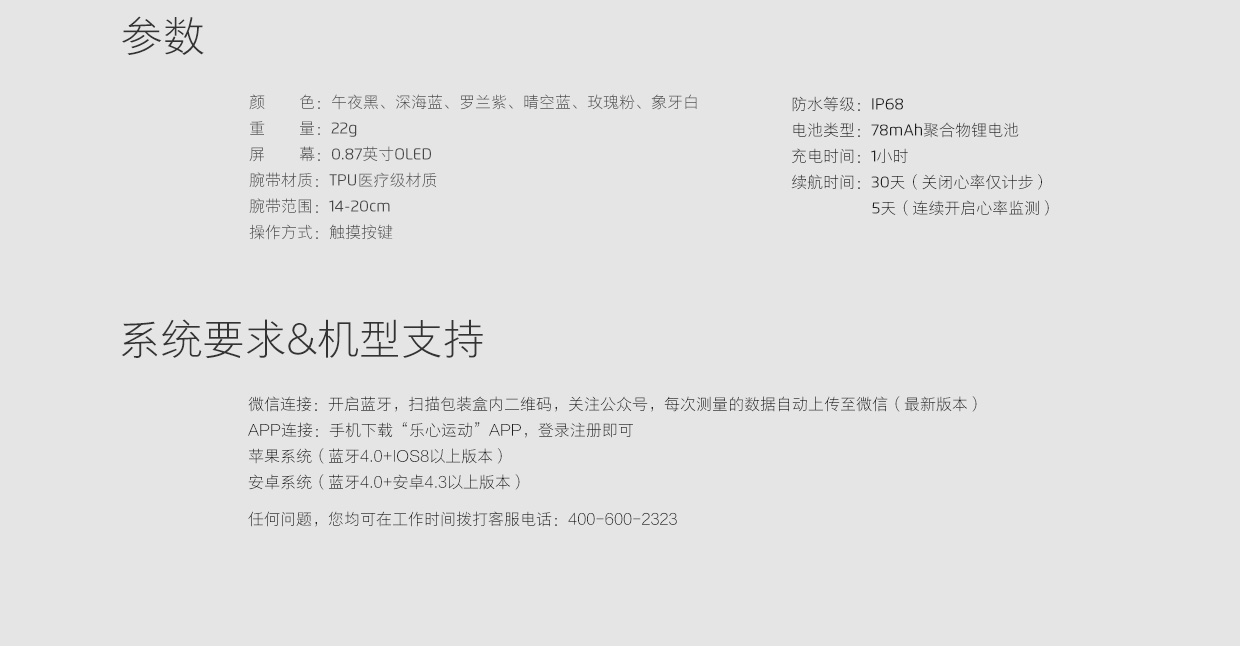 参数
颜色：午夜黑、深海蓝、罗兰紫、晴空蓝、玫瑰粉、象牙白
重量：22g
屏幕：0.87英寸OLED
腕带材质：TPU医疗级材质
腕带范围：14-20cm
操作方式：触摸按键
防水等级：IP68
电池类型：78mAh聚合物锂电池
充电时间：1小时
续航时间：30天（关闭心率仅计步）
5天（连续开启心率监测）
系统要求&机型支持
微信连接：开启蓝牙，扫描包装盒内二维码，关注公众号，每次测量的数据自动上传至微信（最新版本）
APP连接：手机下载“乐心运动”APP，登录注册即可
苹果系统（蓝牙4.0+IOS8以上版本）
安卓系统（蓝牙4.0+安卓4.3以上版本）
任何问题，您均可在工作时间拨打客服电话：400-600-2323